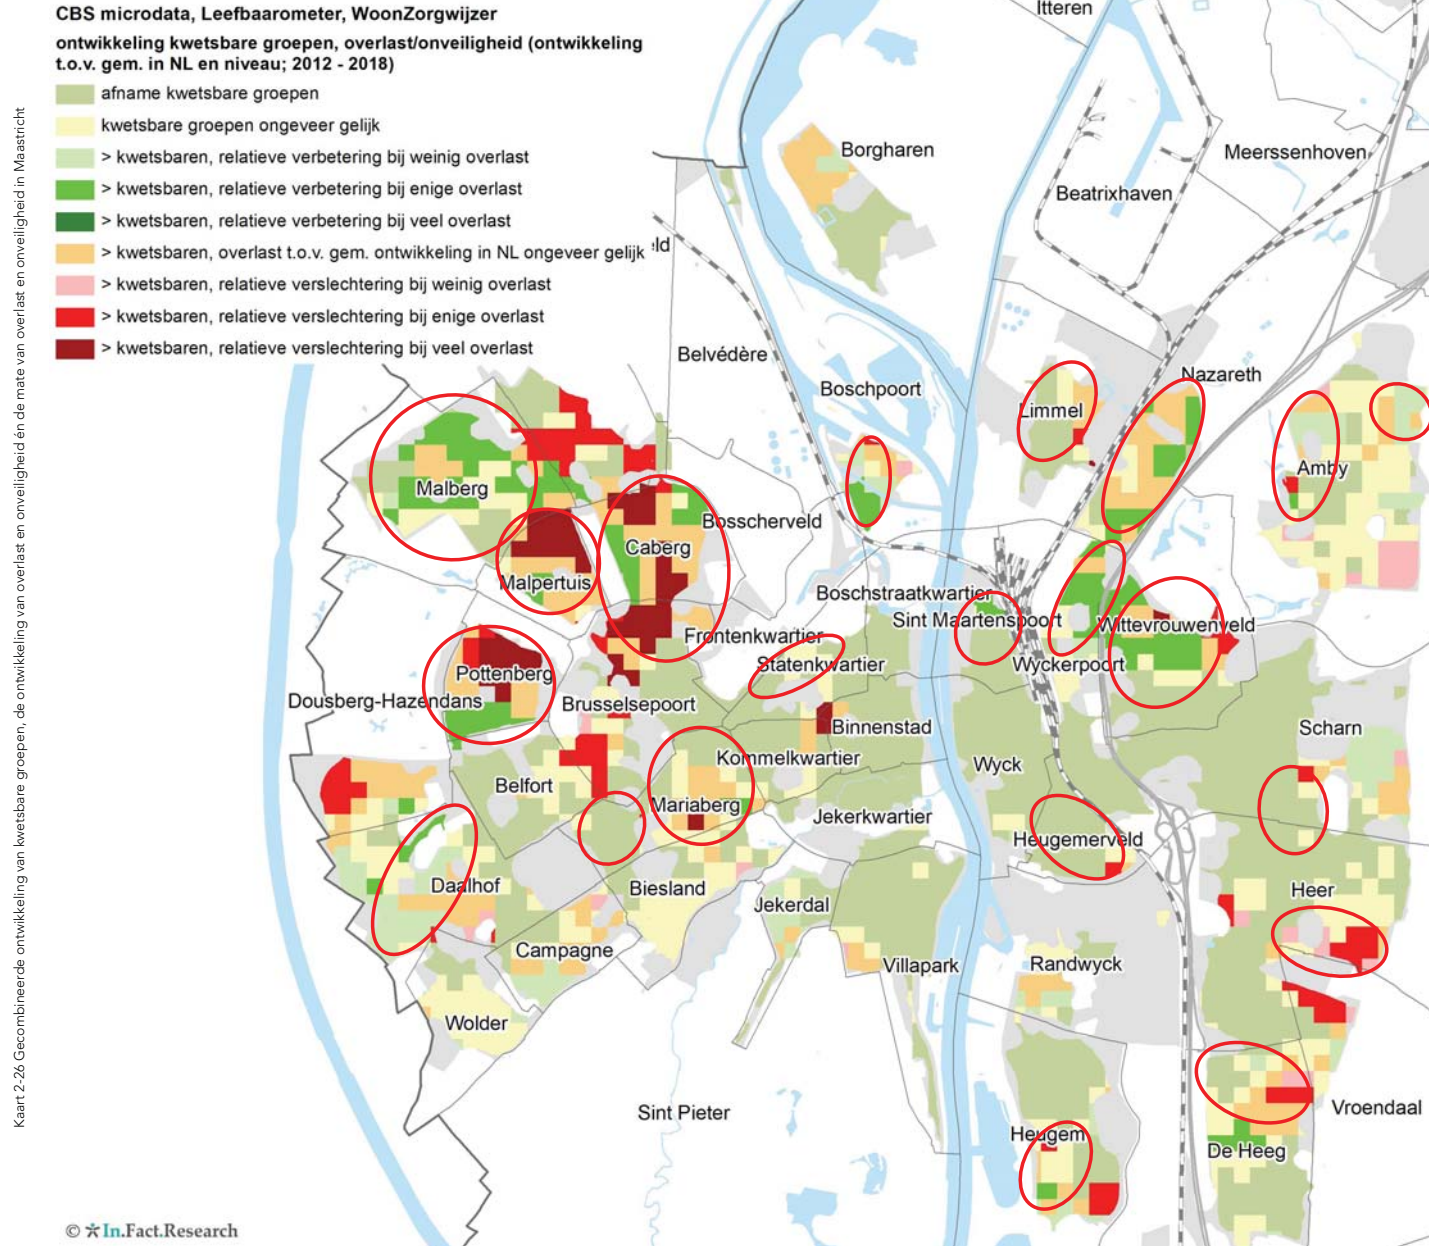 CBS microdata, Leefbaarometer, WoonZorgwijzer
ontwikkeling kwetsbare groepen, overlast/onveiligheid (ontwikkeling
t.o.v. gem. in NL en niveau; 2012 - 2018)
afname kwetsbare groepen
kwetsbare groepen ongeveer gelijk
> kwetsbaren, relatieve verbetering bij weinig overlast
> kwetsbaren, relatieve verbetering bij enige overlast
> kwetsbaren, relatieve verbetering bij veel overlast
> kwetsbaren, overlast t.o.v. gem. ontwikkeling in NL ongeveer gelijk
> kwetsbaren, relatieve verslechtering bij weinig overlast
> kwetsbaren, relatieve verslechtering bij enige overlast
> kwetsbaren, relatieve verslechtering bij veel overlast
Kaart 2-26 Gecombineerde ontwikkeling van kwetsbare groepen, de ontwikkeling van overlast en onveiligheid én de mate van overlast en onveiligheid in Maastricht
Itteren
Borgharen
Meerssenhoven
Beatrixhaven
ld
Belvédère
Boschpoort
Nazareth
Limmel
Amby
Malberg
Bosscherveld
Caberg
Malpertuis
Boschstraatkwartier
Sint Maartenspoort
Wittevrouwenveld
Frontenkwartier
Statenkwartier
Wyckerpoort
Pottenberg
Dousberg-Hazendans
Brusselsepoort
Binnenstad
Scharn
Kommelkwartier
Wyck
Belfort
Mariaberg
Jekerkwartier
Heugemerveld
Daalhof
Biesland
Heer
Jekerdal
Campagne
Villapark
Randwyck
Wolder
Sint Pieter
Vroendaal
Heugem
De Heeg
© In.Fact.Research